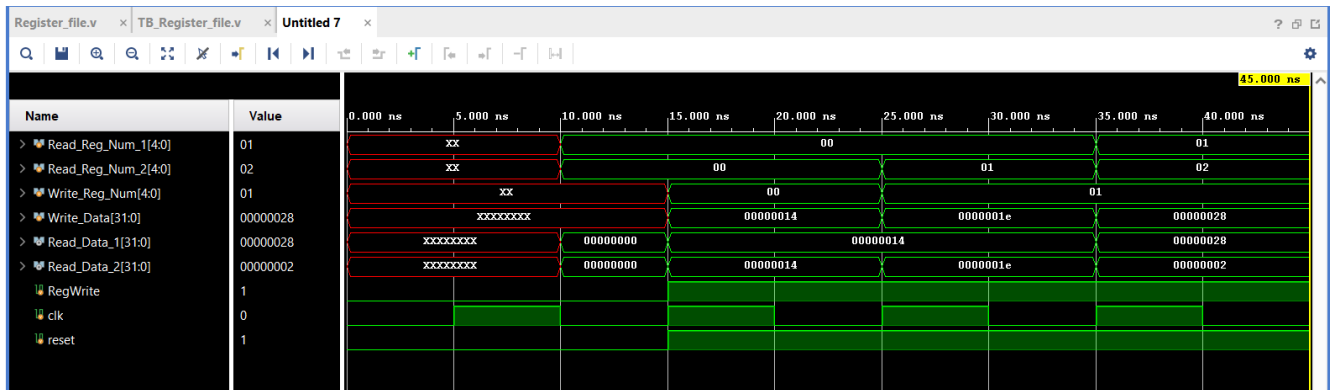 Register_file.v × TB_Register_file.v × Untitled 7 ×
?
45.000 ns
Name Value 0.000 ns 5.000 ns 10.000 ns 15.000 ns 20.000 ns 25.000 ns 30.000 ns 35.000 ns 40.000 ns
> Read_Reg_Num_1[4:0] 01 XX 00 01
> Read_Reg_Num_2[4:0] 02 XX 00 01 02
> Write_Reg_Num[4:0] 01 XX 00 01
> Write_Data[31:0] 00000028 XXXXXXXX 00000014 0000001e 00000028
> Read_Data_1[31:0] 00000028 XXXXXXXX 00000000 00000014 00000028
> Read_Data_2[31:0] 00000002 XXXXXXXX 00000000 00000014 0000001e 00000002
RegWrite 1
clk 0
reset 1